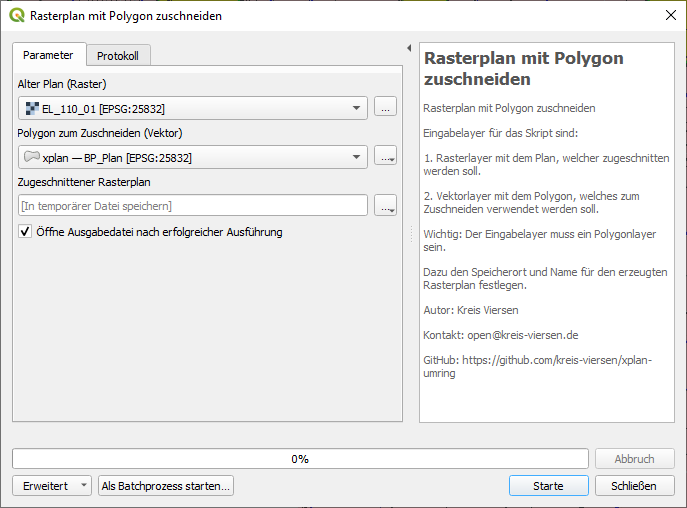 Rasterplan mit Polygon zuschneiden
Parameter
Protokoll
Alter Plan (Raster)
EL_110_01 [EPSG:25832]
...
Polygon zum Zuschneiden (Vektor)
xplan — BP_Plan [EPSG:25832]
...
Zugeschnittener Rasterplan
[In temporärer Datei speichern]
...
Öffne Ausgabedatei nach erfolgreicher Ausführung
Rasterplan mit Polygon
zuschneiden
Rasterplan mit Polygon zuschneiden
Eingabelayer für das Skript sind:
1. Rasterlayer mit dem Plan, welcher zugeschnitten
werden soll.
2. Vektorlayer mit dem Polygon, welches zum
Zuschneiden verwendet werden soll.
Wichtig: Der Eingabelayer muss ein Polygonlayer
sein.
Dazu den Speicherort und Name für den erzeugten
Rasterplan festlegen.
Autor: Kreis Viersen
Kontakt: open@kreis-viersen.de
GitHub: https://github.com/kreis-viersen/xplan-
umring
0%
Abbruch
Erweitert
Als Batchprozess starten...
Starte
Schließen